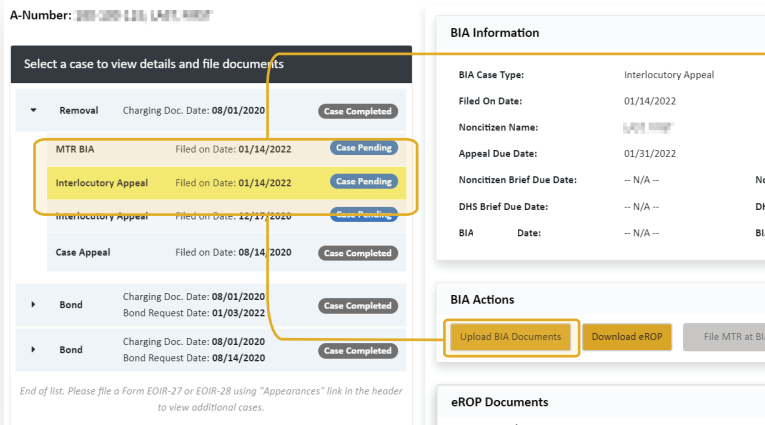 A-Number:
Select a case to view details and file documents
Removal Charging Doc. Date: 08/01/2020 Case Completed
MTR BIA Filed on Date: 01/14/2022 Case Pending
Interlocutory Appeal Filed on Date: 01/14/2022 Case Pending
Interlocutory Appeal Filed on Date: 12/17/2020 Case Pending
Case Appeal Filed on Date: 08/14/2020 Case Completed
Bond Charging Doc. Date: 08/01/2020 Case Completed
Bond Request Date: 01/03/2022
Bond Charging Doc. Date: 08/01/2020 Case Completed
Bond Request Date: 08/14/2020
End of list. Please file a Form EOIR-27 or EOIR-28 using "Appearances" link in the header
to view additional cases.
BIA Information
BIA Case Type: Interlocutory Appeal
Filed On Date: 01/14/2022
Noncitizen Name:
Appeal Due Date: 01/31/2022
Noncitizen Brief Due Date: -- N/A -- No
DHS Brief Due Date: -- N/A -- DH
BIA Date: -- N/A -- BI
BIA Actions
Upload BIA Documents Download eROP File MTR at BI
eROP Documents